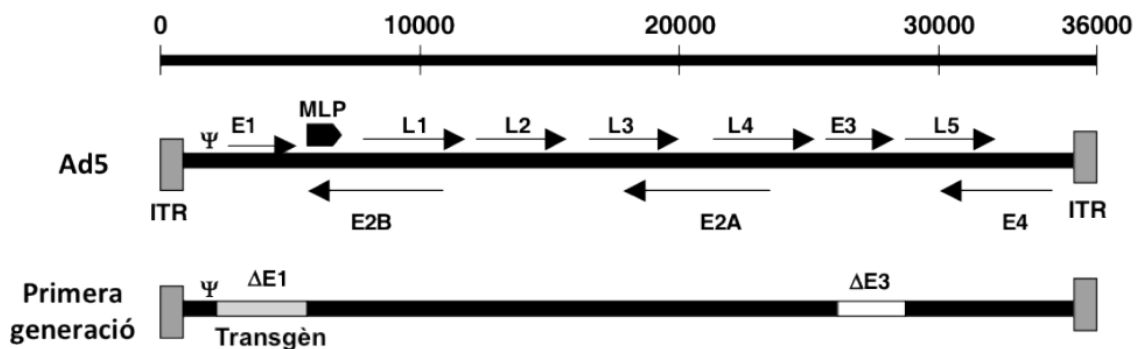 0 10000 20000 30000 36000
MLP
Ψ E1 L1 L2 L3 L4 E3 L5
Ad5
ITR E2B E2A E4 ITR
Ψ ΔE1 ΔE3
Primera
generació
Transgèn